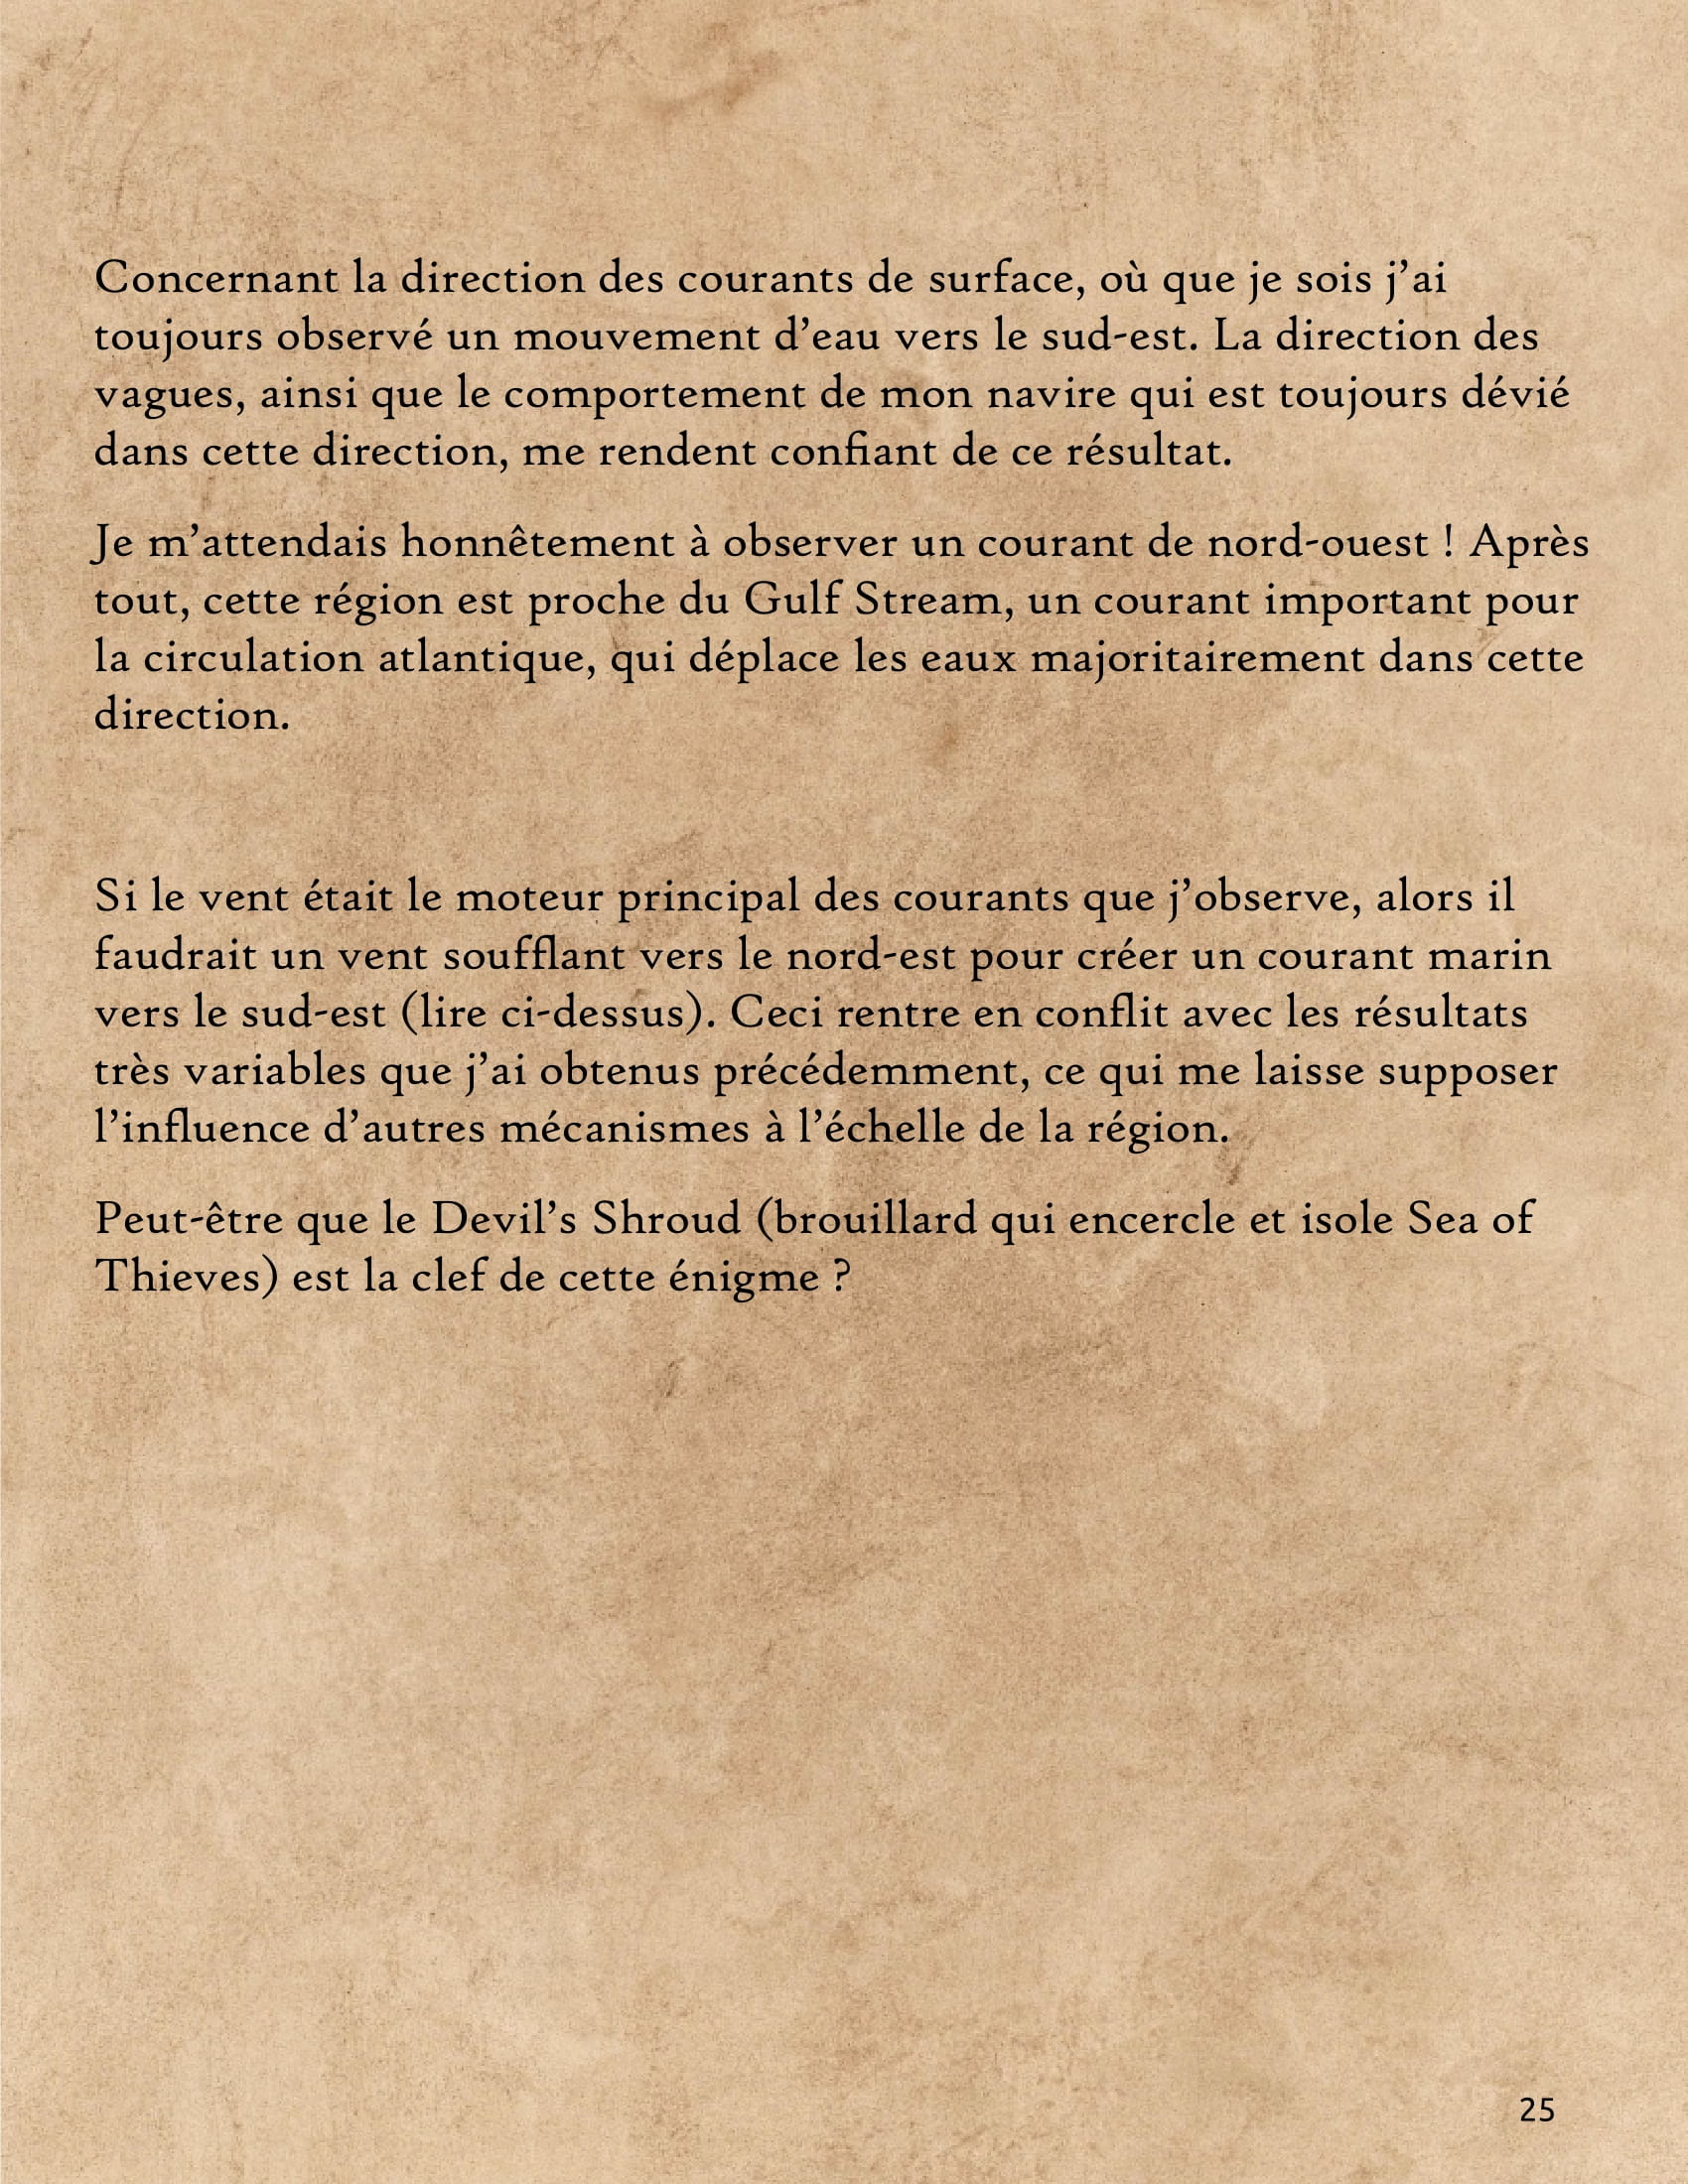 Concernant la direction des courants de surface, où que je sois j’ai
toujours observé un mouvement d’eau vers le sud-est. La direction des
vagues, ainsi que le comportement de mon navire qui est toujours dévié
dans cette direction, me rendent confiant de ce résultat.
Je m’attendais honnêtement à observer un courant de nord-ouest ! Après
tout, cette région est proche du Gulf Stream, un courant important pour
la circulation atlantique, qui déplace les eaux majoritairement dans cette
direction.
Si le vent était le moteur principal des courants que j’observe, alors il
faudrait un vent soufflant vers le nord-est pour créer un courant marin
vers le sud-est (lire ci-dessus). Ceci rentre en conflit avec les résultats
très variables que j’ai obtenus précédemment, ce qui me laisse supposer
l’influence d’autres mécanismes à l’échelle de la région.
Peut-être que le Devil’s Shroud (brouillard qui encercle et isole Sea of
Thieves) est la clef de cette énigme ?
25